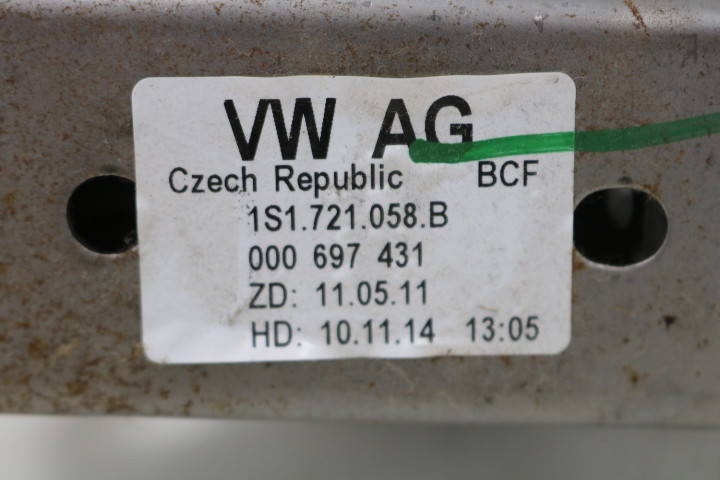 VW AG
Czech Republic BCF
1S1.721.058.B
000 697 431
ZD: 11.05.11
HD: 10.11.14 13:05